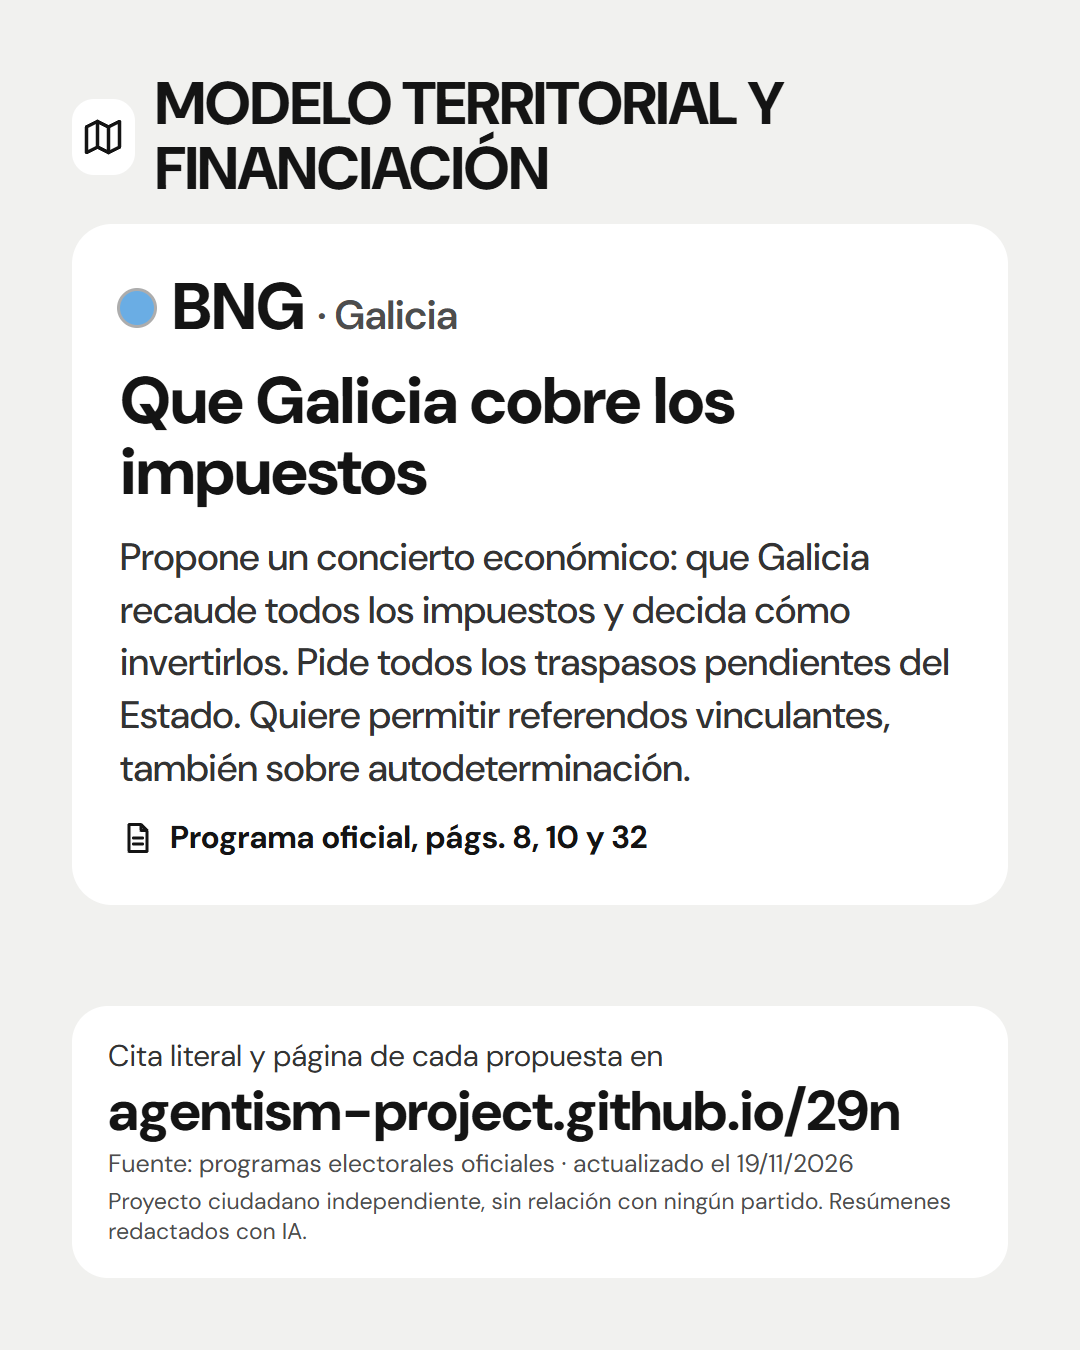 MODELO TERRITORIAL Y
FINANCIACIÓN
BNG · Galicia
Que Galicia cobre los
impuestos
Propone un concierto económico: que Galicia
recaude todos los impuestos y decida cómo
invertirlos. Pide todos los traspasos pendientes del
Estado. Quiere permitir referendos vinculantes,
también sobre autodeterminación.
Programa oficial, págs. 8, 10 y 32
Cita literal y página de cada propuesta en
agentism-project.github.io/29n
Fuente: programas electorales oficiales · actualizado el 19/11/2026
Proyecto ciudadano independiente, sin relación con ningún partido. Resúmenes
redactados con IA.